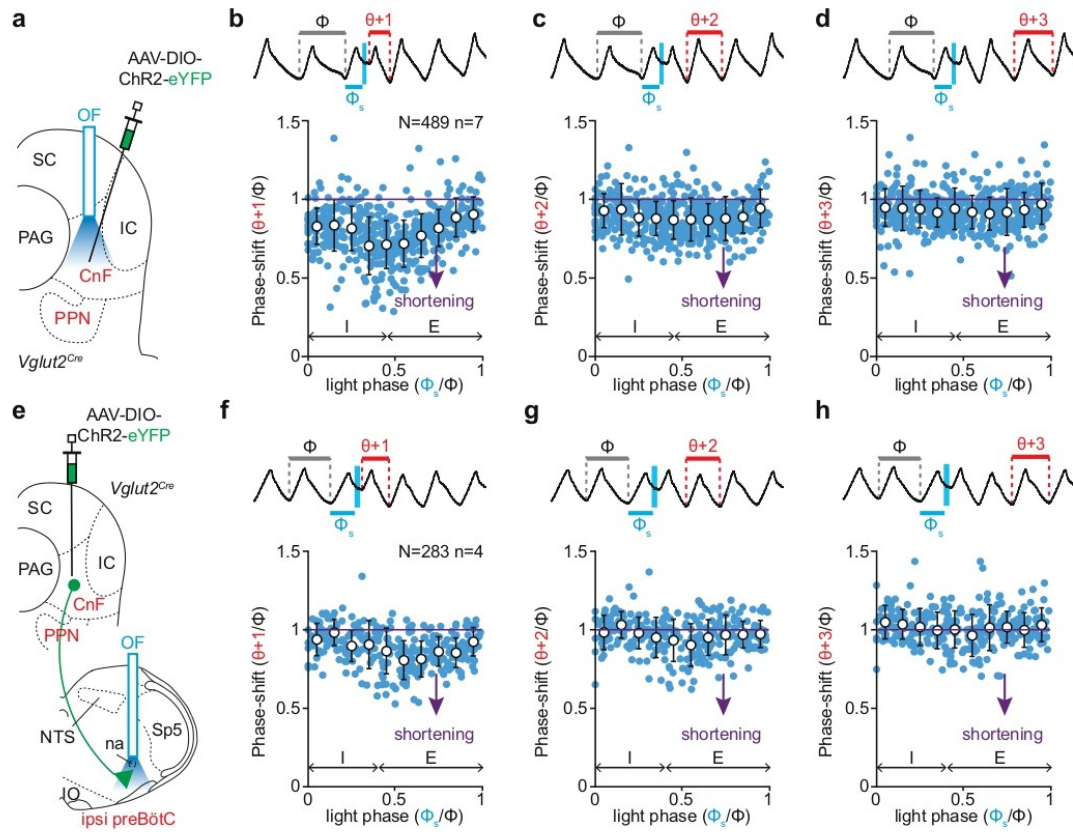 a
AAV-DIO-
ChR2-eYFP
OF
SC
PAG
IC
CnF
PPN
Vglut2Cre
b
Φ
θ+1
Φs
N=489 n=7
Phase-shift (θ+1/Φ)
1.5
1
0.5
0
shortening
I
E
0
0.5
1
light phase (Φs/Φ)
c
Φ
θ+2
Φs
Phase-shift (θ+2/Φ)
1.5
1
0.5
0
shortening
I
E
0
0.5
1
light phase (Φs/Φ)
d
Φ
θ+3
Φs
Phase-shift (θ+3/Φ)
1.5
1
0.5
0
shortening
I
E
0
0.5
1
light phase (Φs/Φ)
e
AAV-DIO-
ChR2-eYFP
Vglut2Cre
SC
PAG
IC
CnF
PPN
OF
NTS
na
Sp5
IO
ipsi preBötC
f
Φ
θ+1
Φs
N=283 n=4
Phase-shift (θ+1/Φ)
1.5
1
0.5
0
shortening
I
E
0
0.5
1
light phase (Φs/Φ)
g
Φ
θ+2
Φs
Phase-shift (θ+2/Φ)
1.5
1
0.5
0
shortening
I
E
0
0.5
1
light phase (Φs/Φ)
h
Φ
θ+3
Φs
Phase-shift (θ+3/Φ)
1.5
1
0.5
0
shortening
I
E
0
0.5
1
light phase (Φs/Φ)